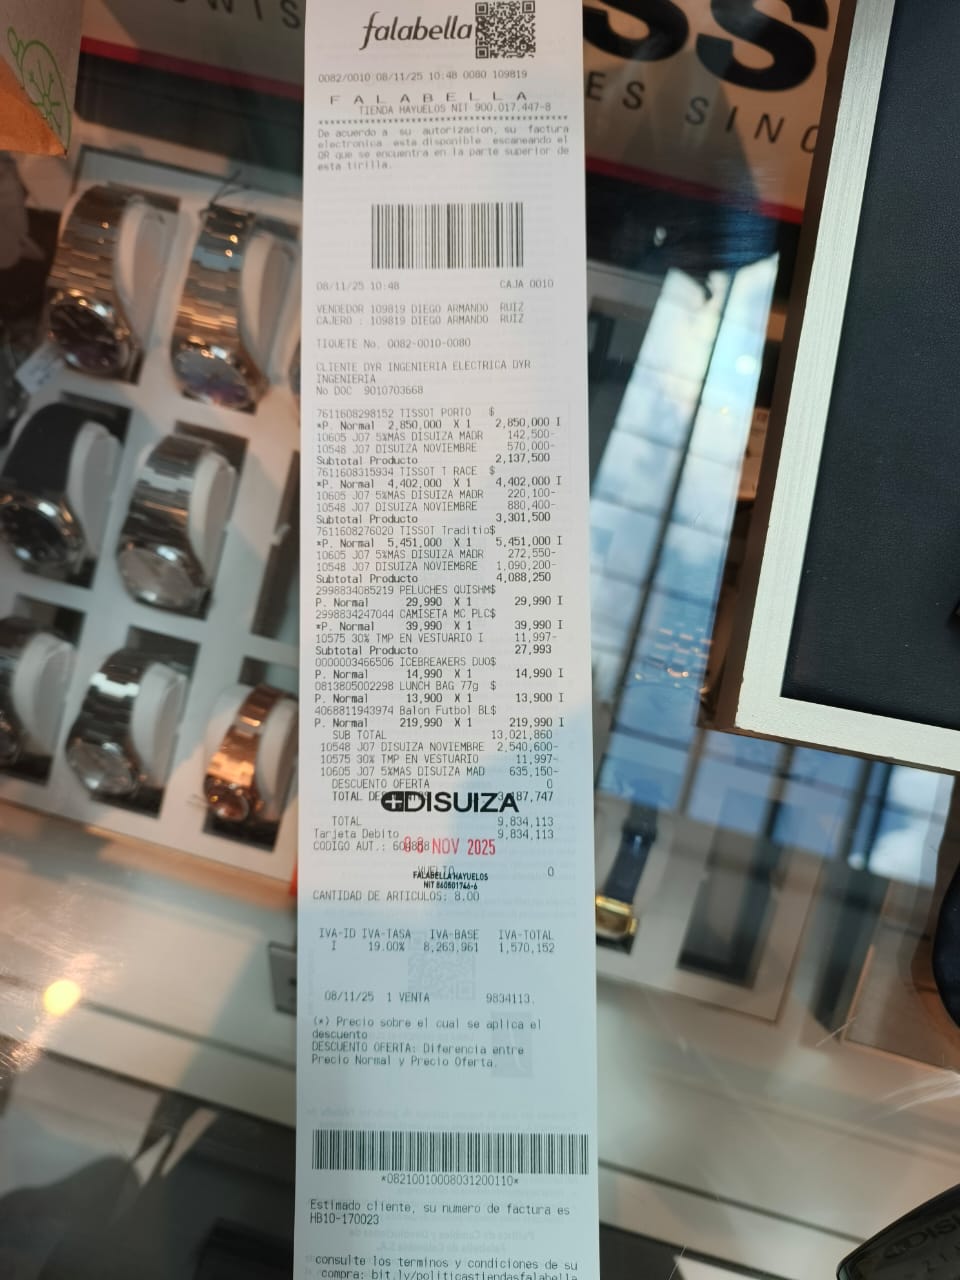 falabella
0082/0010 08/11/25 10:48 0080 109819
F A L A B E L L A
TIENDA HAYUELOS NIT 900.017.447-8
De acuerdo a su autorizacion, su factura
electronica esta disponible escaneando el
QR que se encuentra en la parte superior de
esta tirilla.
08/11/25 10:48 CAJA 0010
VENDEDOR 109819 DIEGO ARMANDO RUIZ
CAJERO : 109819 DIEGO ARMANDO RUIZ
TIQUETE No. 0082-0010-0080
CLIENTE DYR INGENIERIA ELECTRICA DYR
INGENIERIA
No DOC 9010703668
7611608298152 TISSOT PORTO $
*P. Normal 2,850,000 X 1 2,850,000 I
10605 J07 5%MAS DISUIZA MADR 142,500-
10548 J07 DISUIZA NOVIEMBRE 570,000-
Subtotal Producto 2,137,500
7611608315934 TISSOT T RACE $
*P. Normal 4,402,000 X 1 4,402,000 I
10605 J07 5%MAS DISUIZA MADR 220,100-
10548 J07 DISUIZA NOVIEMBRE 880,400-
Subtotal Producto 3,301,500
7611608276020 TISSOT Traditio$
*P. Normal 5,451,000 X 1 5,451,000 I
10605 J07 5%MAS DISUIZA MADR 272,550-
10548 J07 DISUIZA NOVIEMBRE 1,090,200-
Subtotal Producto 4,088,250
2998834085219 PELUCHES QUISHM$
P. Normal 29,990 X 1 29,990 I
2998834247044 CAMISETA MC PLC$
*P. Normal 39,990 X 1 39,990 I
10575 30% TMP EN VESTUARIO I 11,997-
Subtotal Producto 27,993
0000003466506 ICEBREAKERS DUO$
P. Normal 14,990 X 1 14,990 I
0813805002298 LUNCH BAG 77g $
P. Normal 13,900 X 1 13,900 I
4068811943974 Balon Futbol BL$
P. Normal 219,990 X 1 219,990 I
SUB TOTAL 13,021,860
10548 J07 DISUIZA NOVIEMBRE 2,540,600-
10575 30% TMP EN VESTUARIO 11,997-
10605 J07 5%MAS DISUIZA MAD 635,150-
DESCUENTO OFERTA 0
TOTAL 3,187,747
DISUIZA
TOTAL 9,834,113
Tarjeta Debito 9,834,113
CODIGO AUT.:
08 NOV 2025
VUELTO 0
FALABELLA HAYUELOS
NIT 860501746-6
CANTIDAD DE ARTICULOS: 8.00
IVA-ID IVA-TASA IVA-BASE IVA-TOTAL
I 19.00% 8,263,961 1,570,152
08/11/25 1 VENTA 9834113.
(*) Precio sobre el cual se aplica el
descuento
DESCUENTO OFERTA: Diferencia entre
Precio Normal y Precio Oferta.
*08210010008031200110*
Estimado cliente, su numero de factura es
HB10-170023
consulte los terminos y condiciones de su
compra: bit.ly/politicastiendasfalabella